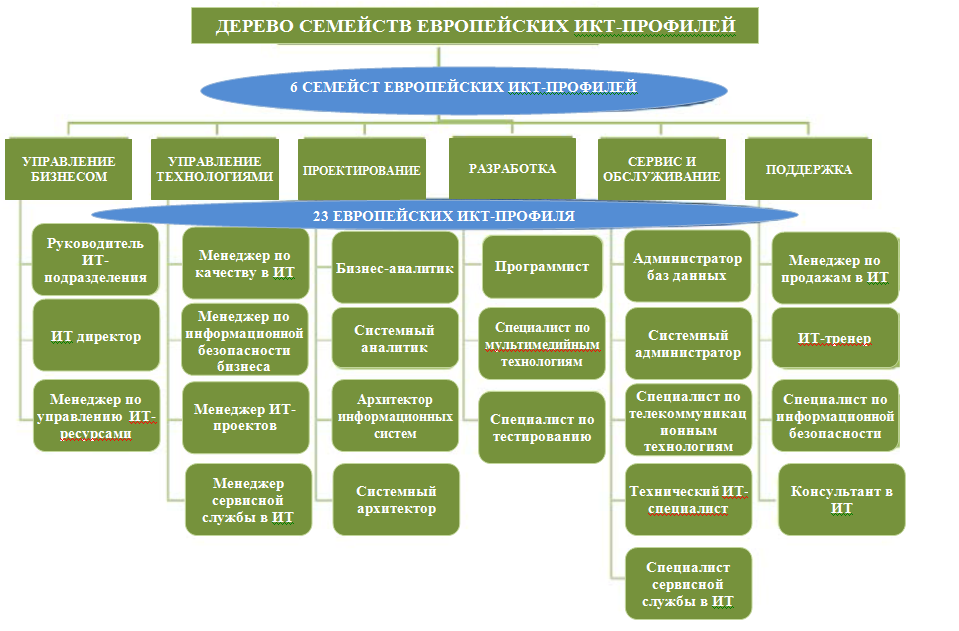 ДЕРЕВО СЕМЕЙСТВ ЕВРОПЕЙСКИХ ИКТ-ПРОФИЛЕЙ
6 СЕМЕЙСТ ЕВРОПЕЙСКИХ ИКТ-ПРОФИЛЕЙ
УПРАВЛЕНИЕ
БИЗНЕСОМ
УПРАВЛЕНИЕ
ТЕХНОЛОГИЯМИ
ПРОЕКТИРОВАНИЕ
РАЗРАБОТКА
СЕРВИС И
ОБСЛУЖИВАНИЕ
ПОДДЕРЖКА
23 ЕВРОПЕЙСКИХ ИКТ-ПРОФИЛЯ
Руководитель
ИТ-
подразделения
ИТ директор
Менеджер по
управлению ИТ-
ресурсами
Менеджер по
качеству в ИТ
Менеджер по
информационной
безопасности
бизнеса
Менеджер ИТ-
проектов
Менеджер
сервисной
службы в ИТ
Бизнес-аналитик
Системный
аналитик
Архитектор
информационных
систем
Системный
архитектор
Программист
Специалист по
мультимедийным
технологиям
Специалист по
тестированию
Администратор
баз данных
Системный
администратор
Специалист по
телекоммуникац
ионным
технологиям
Технический ИТ-
специалист
Специалист
сервисной
службы в ИТ
Менеджер по
продажам в ИТ
ИТ-тренер
Специалист по
информационной
безопасности
Консультант в
ИТ